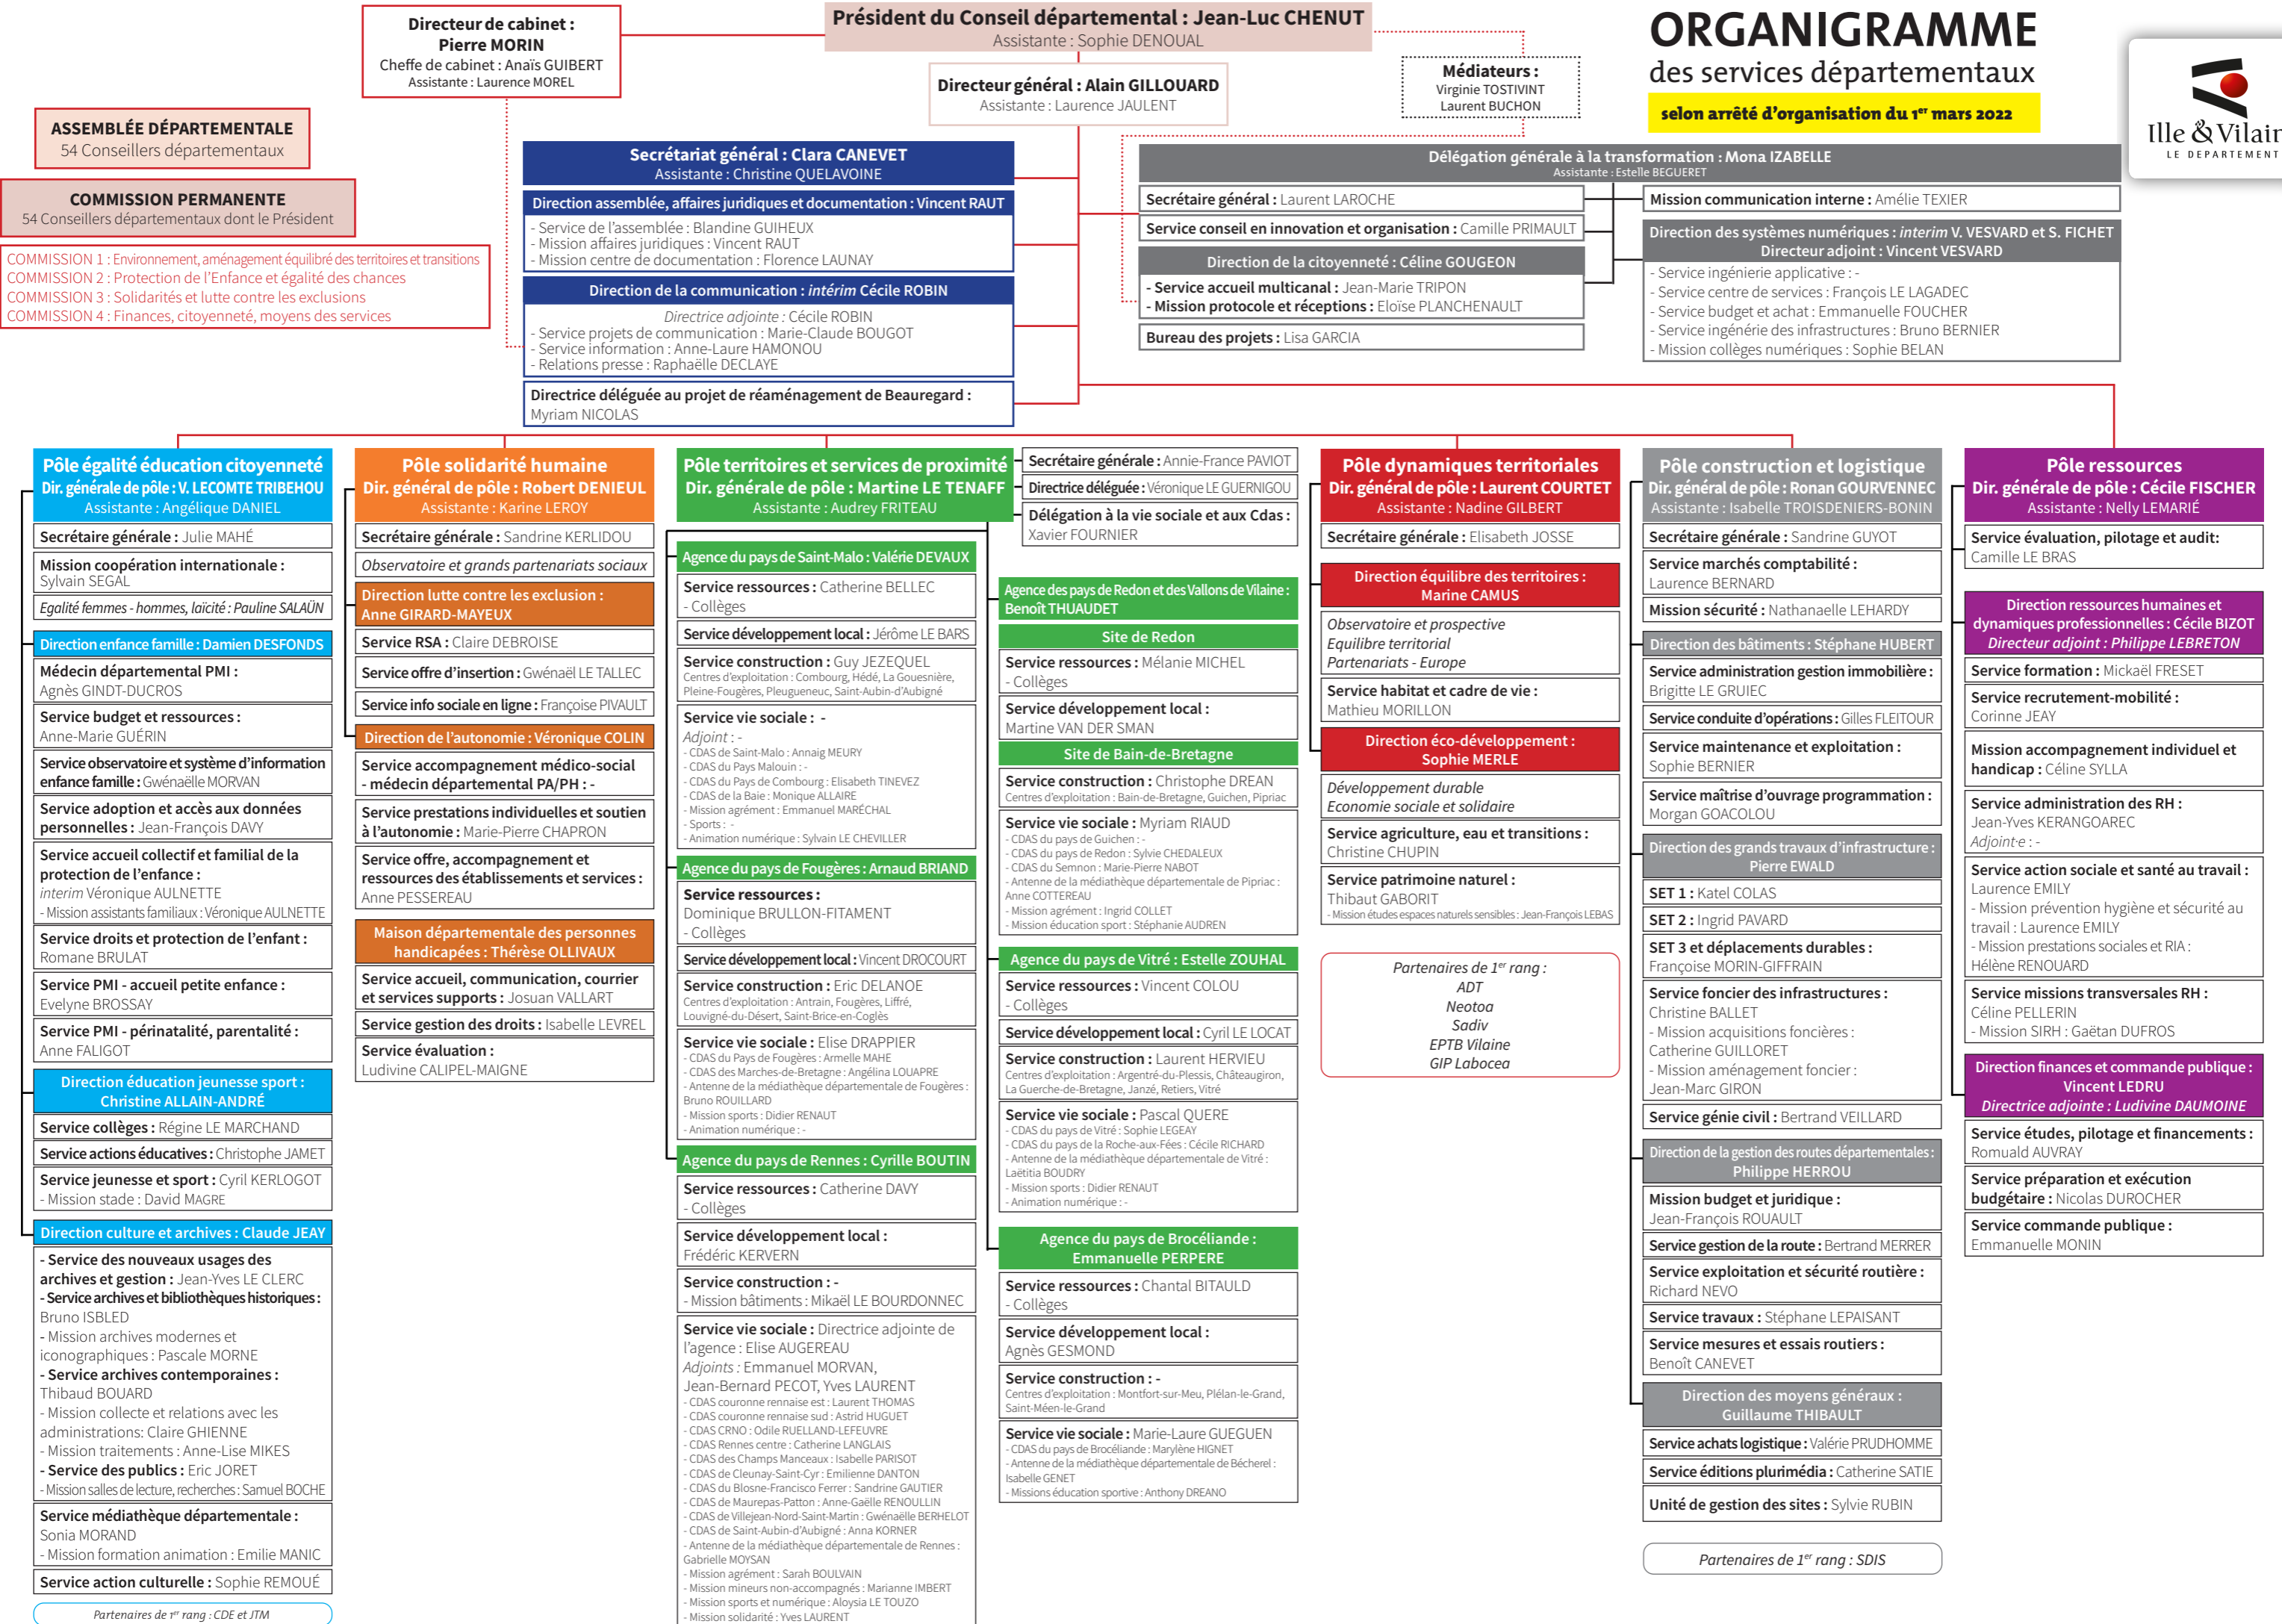 Président du Conseil départemental : Jean-Luc CHENUT
Assistante : Sophie DENOUAL
Directeur de cabinet :
Pierre MORIN
Cheffe de cabinet : Anaïs GUIBERT
Assistante : Laurence MOREL
Directeur général : Alain GILLOUARD
Assistante : Laurence JAULENT
Médiateurs :
Virginie TOSTIVINT
Laurent BUCHON
ORGANIGRAMME
des services départementaux
selon arrêté d'organisation du 1er mars 2022
Ille & Vilain
LE DEPARTEMENT
ASSEMBLÉE DÉPARTEMENTALE
54 Conseillers départementaux
COMMISSION PERMANENTE
54 Conseillers départementaux dont le Président
COMMISSION 1 : Environnement, aménagement équilibré des territoires et transitions
COMMISSION 2 : Protection de l'Enfance et égalité des chances
COMMISSION 3 : Solidarités et lutte contre les exclusions
COMMISSION 4 : Finances, citoyenneté, moyens des services
Secrétariat général : Clara CANEVET
Assistante : Christine QUELAVOINE
Direction assemblée, affaires juridiques et documentation : Vincent RAUT
- Service de l'assemblée : Blandine GUIHEUX
- Mission affaires juridiques : Vincent RAUT
- Mission centre de documentation : Florence LAUNAY
Direction de la communication : intérim Cécile ROBIN
Directrice adjointe : Cécile ROBIN
- Service projets de communication : Marie-Claude BOUGOT
- Service information : Anne-Laure HAMONOU
- Relations presse : Raphaëlle DECLAYE
Directrice déléguée au projet de réaménagement de Beauregard :
Myriam NICOLAS
Délégation générale à la transformation : Mona IZABELLE
Assistante : Estelle BEGUERET
Secrétaire général : Laurent LAROCHE
Service conseil en innovation et organisation : Camille PRIMAULT
Direction de la citoyenneté : Céline GOUGEON
- Service accueil multicanal : Jean-Marie TRIPON
- Mission protocole et réceptions : Eloïse PLANCHENAULT
Bureau des projets : Lisa GARCIA
Mission communication interne : Amélie TEXIER
Direction des systèmes numériques : interim V. VESVARD et S. FICHET
Directeur adjoint : Vincent VESVARD
- Service ingénierie applicative : -
- Service centre de services : François LE LAGADEC
- Service budget et achat : Emmanuelle FOUCHER
- Service ingénérie des infrastructures : Bruno BERNIER
- Mission collèges numériques : Sophie BELAN
Pôle égalité éducation citoyenneté
Dir. générale de pôle : V. LECOMTE TRIBEHOU
Assistante : Angélique DANIEL
Secrétaire générale : Julie MAHÉ
Mission coopération internationale :
Sylvain SEGAL
Egalité femmes - hommes, laïcité : Pauline SALAÜN
Direction enfance famille : Damien DESFONDS
Médecin départemental PMI :
Agnès GINDT-DUCROS
Service budget et ressources :
Anne-Marie GUÉRIN
Service observatoire et système d'information
enfance famille : Gwénaëlle MORVAN
Service adoption et accès aux données
personnelles : Jean-François DAVY
Service accueil collectif et familial de la
protection de l'enfance :
interim Véronique AULNETTE
- Mission assistants familiaux : Véronique AULNETTE
Service droits et protection de l'enfant :
Romane BRULAT
Service PMI - accueil petite enfance :
Evelyne BROSSAY
Service PMI - périnatalité, parentalité :
Anne FALIGOT
Direction éducation jeunesse sport :
Christine ALLAIN-ANDRÉ
Service collèges : Régine LE MARCHAND
Service actions éducatives : Christophe JAMET
Service jeunesse et sport : Cyril KERLOGOT
- Mission stade : David MAGRE
Direction culture et archives : Claude JEAY
- Service des nouveaux usages des
archives et gestion : Jean-Yves LE CLERC
- Service archives et bibliothèques historiques :
Bruno ISBLED
- Mission archives modernes et
iconographiques : Pascale MORNE
- Service archives contemporaines :
Thibaud BOUARD
- Mission collecte et relations avec les
administrations: Claire GHIENNE
- Mission traitements : Anne-Lise MIKES
- Service des publics : Eric JORET
- Mission salles de lecture, recherches : Samuel BOCHE
Service médiathèque départementale :
Sonia MORAND
- Mission formation animation : Emilie MANIC
Service action culturelle : Sophie REMOUÉ
Partenaires de 1er rang : CDE et JTM
Pôle solidarité humaine
Dir. général de pôle : Robert DENIEUL
Assistante : Karine LEROY
Secrétaire générale : Sandrine KERLIDOU
Observatoire et grands partenariats sociaux
Direction lutte contre les exclusion :
Anne GIRARD-MAYEUX
Service RSA : Claire DEBROISE
Service offre d'insertion : Gwénaël LE TALLEC
Service info sociale en ligne : Françoise PIVAULT
Direction de l'autonomie : Véronique COLIN
Service accompagnement médico-social
- médecin départemental PA/PH : -
Service prestations individuelles et soutien
à l'autonomie : Marie-Pierre CHAPRON
Service offre, accompagnement et
ressources des établissements et services :
Anne PESSEREAU
Maison départementale des personnes
handicapées : Thérèse OLLIVAUX
Service accueil, communication, courrier
et services supports : Josuan VALLART
Service gestion des droits : Isabelle LEVREL
Service évaluation :
Ludivine CALIPEL-MAIGNE
Pôle territoires et services de proximité
Dir. générale de pôle : Martine LE TENAFF
Assistante : Audrey FRITEAU
Secrétaire générale : Annie-France PAVIOT
Directrice déléguée : Véronique LE GUERNIGOU
Délégation à la vie sociale et aux Cdas :
Xavier FOURNIER
Agence du pays de Saint-Malo : Valérie DEVAUX
Service ressources : Catherine BELLEC
- Collèges
Service développement local : Jérôme LE BARS
Service construction : Guy JEZEQUEL
Centres d'exploitation : Combourg, Hédé, La Gouesnière,
Pleine-Fougères, Pleugueneuc, Saint-Aubin-d'Aubigné
Service vie sociale : -
Adjoint : -
- CDAS de Saint-Malo : Annaig MEURY
- CDAS du Pays Malouin : -
- CDAS du Pays de Combourg : Elisabeth TINEVEZ
- CDAS de la Baie : Monique ALLAIRE
- Mission agrément : Emmanuel MARÉCHAL
- Sports : -
- Animation numérique : Sylvain LE CHEVILLER
Agence du pays de Fougères : Arnaud BRIAND
Service ressources :
Dominique BRULLON-FITAMENT
- Collèges
Service développement local : Vincent DROCOURT
Service construction : Eric DELANOE
Centres d'exploitation : Antrain, Fougères, Liffré,
Louvigné-du-Désert, Saint-Brice-en-Coglès
Service vie sociale : Elise DRAPPIER
- CDAS du Pays de Fougères : Armelle MAHE
- CDAS des Marches-de-Bretagne : Angélina LOUAPRE
- Antenne de la médiathèque départementale de Fougères :
Bruno ROUILLARD
- Mission sports : Didier RENAUT
- Animation numérique : -
Agence du pays de Rennes : Cyrille BOUTIN
Service ressources : Catherine DAVY
- Collèges
Service développement local :
Frédéric KERVERN
Service construction : -
- Mission bâtiments : Mikaël LE BOURDONNEC
Service vie sociale : Directrice adjointe de
l'agence : Elise AUGEREAU
Adjoints : Emmanuel MORVAN,
Jean-Bernard PECOT, Yves LAURENT
- CDAS couronne rennaise est : Laurent THOMAS
- CDAS couronne rennaise sud : Astrid HUGUET
- CDAS CRNO : Odile RUELLAND-LEFEUVRE
- CDAS Rennes centre : Catherine LANGLAIS
- CDAS des Champs Manceaux : Isabelle PARISOT
- CDAS de Cleunay-Saint-Cyr : Emilienne DANTON
- CDAS du Blosne-Francisco Ferrer : Sandrine GAUTIER
- CDAS de Maurepas-Patton : Anne-Gaëlle RENOULLIN
- CDAS de Villejean-Nord-Saint-Martin : Gwénaëlle BERHELOT
- CDAS de Saint-Aubin-d'Aubigné : Anna KORNER
- Antenne de la médiathèque départementale de Rennes :
Gabrielle MOYSAN
- Mission agrément : Sarah BOULVAIN
- Mission mineurs non-accompagnés : Marianne IMBERT
- Mission sports et numérique : Aloysia LE TOUZO
- Mission solidarité : Yves LAURENT
Agence des pays de Redon et des Vallons de Vilaine :
Benoît THUAUDET
Site de Redon
Service ressources : Mélanie MICHEL
- Collèges
Service développement local :
Martine VAN DER SMAN
Site de Bain-de-Bretagne
Service construction : Christophe DREAN
Centres d'exploitation : Bain-de-Bretagne, Guichen, Pipriac
Service vie sociale : Myriam RIAUD
- CDAS du pays de Guichen : -
- CDAS du pays de Redon : Sylvie CHEDALEUX
- CDAS du Semnon : Marie-Pierre NABOT
- Antenne de la médiathèque départementale de Pipriac :
Anne COTTEREAU
- Mission agrément : Ingrid COLLET
- Mission éducation sport : Stéphanie AUDREN
Agence du pays de Vitré : Estelle ZOUHAL
Service ressources : Vincent COLOU
- Collèges
Service développement local : Cyril LE LOCAT
Service construction : Laurent HERVIEU
Centres d'exploitation : Argentré-du-Plessis, Châteaugiron,
La Guerche-de-Bretagne, Janzé, Retiers, Vitré
Service vie sociale : Pascal QUERE
- CDAS du pays de Vitré : Sophie LEGEAY
- CDAS du pays de la Roche-aux-Fées : Cécile RICHARD
- Antenne de la médiathèque départementale de Vitré :
Laëtitia BOUDRY
- Mission sports : Didier RENAUT
- Animation numérique : -
Agence du pays de Brocéliande :
Emmanuelle PERPERE
Service ressources : Chantal BITAULD
- Collèges
Service développement local :
Agnès GESMOND
Service construction : -
Centres d'exploitation : Montfort-sur-Meu, Plélan-le-Grand,
Saint-Méen-le-Grand
Service vie sociale : Marie-Laure GUEGUEN
- CDAS du pays de Brocéliande : Marylène HIGNET
- Antenne de la médiathèque départementale de Bécherel :
Isabelle GENET
- Missions éducation sportive : Anthony DREANO
Pôle dynamiques territoriales
Dir. général de pôle : Laurent COURTET
Assistante : Nadine GILBERT
Secrétaire générale : Elisabeth JOSSE
Direction équilibre des territoires :
Marine CAMUS
Observatoire et prospective
Equilibre territorial
Partenariats - Europe
Service habitat et cadre de vie :
Mathieu MORILLON
Direction éco-développement :
Sophie MERLE
Développement durable
Economie sociale et solidaire
Service agriculture, eau et transitions :
Christine CHUPIN
Service patrimoine naturel :
Thibaut GABORIT
- Mission études espaces naturels sensibles : Jean-François LEBAS
Partenaires de 1er rang :
ADT
Neotoa
Sadiv
EPTB Vilaine
GIP Labocea
Pôle construction et logistique
Dir. général de pôle : Ronan GOURVENNEC
Assistante : Isabelle TROISDENIERS-BONIN
Secrétaire générale : Sandrine GUYOT
Service marchés comptabilité :
Laurence BERNARD
Mission sécurité : Nathanaelle LEHARDY
Direction des bâtiments : Stéphane HUBERT
Service administration gestion immobilière :
Brigitte LE GRUIEC
Service conduite d'opérations : Gilles FLEITOUR
Service maintenance et exploitation :
Sophie BERNIER
Service maîtrise d'ouvrage programmation :
Morgan GOACOLOU
Direction des grands travaux d'infrastructure :
Pierre EWALD
SET 1 : Katel COLAS
SET 2 : Ingrid PAVARD
SET 3 et déplacements durables :
Françoise MORIN-GIFFRAIN
Service foncier des infrastructures :
Christine BALLET
- Mission acquisitions foncières :
Catherine GUILLORET
- Mission aménagement foncier :
Jean-Marc GIRON
Service génie civil : Bertrand VEILLARD
Direction de la gestion des routes départementales :
Philippe HERROU
Mission budget et juridique :
Jean-François ROUAULT
Service gestion de la route : Bertrand MERRER
Service exploitation et sécurité routière :
Richard NEVO
Service travaux : Stéphane LEPAISANT
Service mesures et essais routiers :
Benoît CANEVET
Direction des moyens généraux :
Guillaume THIBAULT
Service achats logistique : Valérie PRUDHOMME
Service éditions plurimédia : Catherine SATIE
Unité de gestion des sites : Sylvie RUBIN
Partenaires de 1er rang : SDIS
Pôle ressources
Dir. générale de pôle : Cécile FISCHER
Assistante : Nelly LEMARIÉ
Service évaluation, pilotage et audit:
Camille LE BRAS
Direction ressources humaines et
dynamiques professionnelles : Cécile BIZOT
Directeur adjoint : Philippe LEBRETON
Service formation : Mickaël FRESET
Service recrutement-mobilité :
Corinne JEAY
Mission accompagnement individuel et
handicap : Céline SYLLA
Service administration des RH :
Jean-Yves KERANGOAREC
Adjoint·e : -
Service action sociale et santé au travail :
Laurence EMILY
- Mission prévention hygiène et sécurité au
travail : Laurence EMILY
- Mission prestations sociales et RIA :
Hélène RENOUARD
Service missions transversales RH :
Céline PELLERIN
- Mission SIRH : Gaëtan DUFROS
Direction finances et commande publique :
Vincent LEDRU
Directrice adjointe : Ludivine DAUMOINE
Service études, pilotage et financements :
Romuald AUVRAY
Service préparation et exécution
budgétaire : Nicolas DUROCHER
Service commande publique :
Emmanuelle MONIN